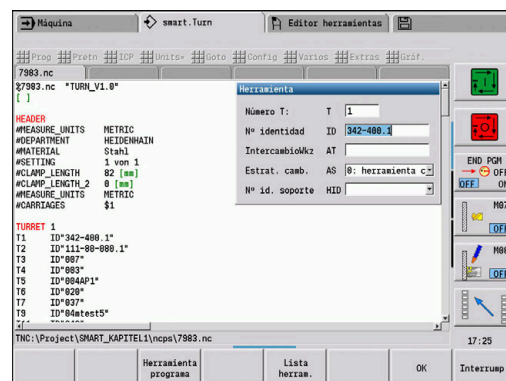 Máquina
smart.Turn
Editor herramientas
Prog Pretn ICP Units» Goto Config Varios Extras Gráf.
7983.nc
%7983.nc "TURN_V1.0"
[ ]
HEADER
#MEASURE_UNITS METRIC
#DEPARTMENT HEIDENHAIN
#MATERIAL Stahl
#SETTING 1 von 1
#CLAMP_LENGTH 82 [mm]
#CLAMP_LENGTH_2 0 [mm]
#MEASURE_UNITS METRIC
#CARRIAGES $1
TURRET 1
T1 ID"342-400.1"
T2 ID"111-80-080.1"
T3 ID"007"
T4 ID"003"
T5 ID"004AP1"
T6 ID"020"
T7 ID"037"
T9 ID"04mtest5"
Herramienta
Número T: T 1
Nº identidad ID 342-400.1
IntercambioWkz AT
Estrat. camb. AS 0: herramienta c
Nº id. soporte HID
TNC:\Project\SMART_KAPITEL1\ncps\7983.nc
END PGM
OFF
OFF ON
M07
OFF
OFF
17:25
Herramienta programa
Lista herram.
OK
Interrump